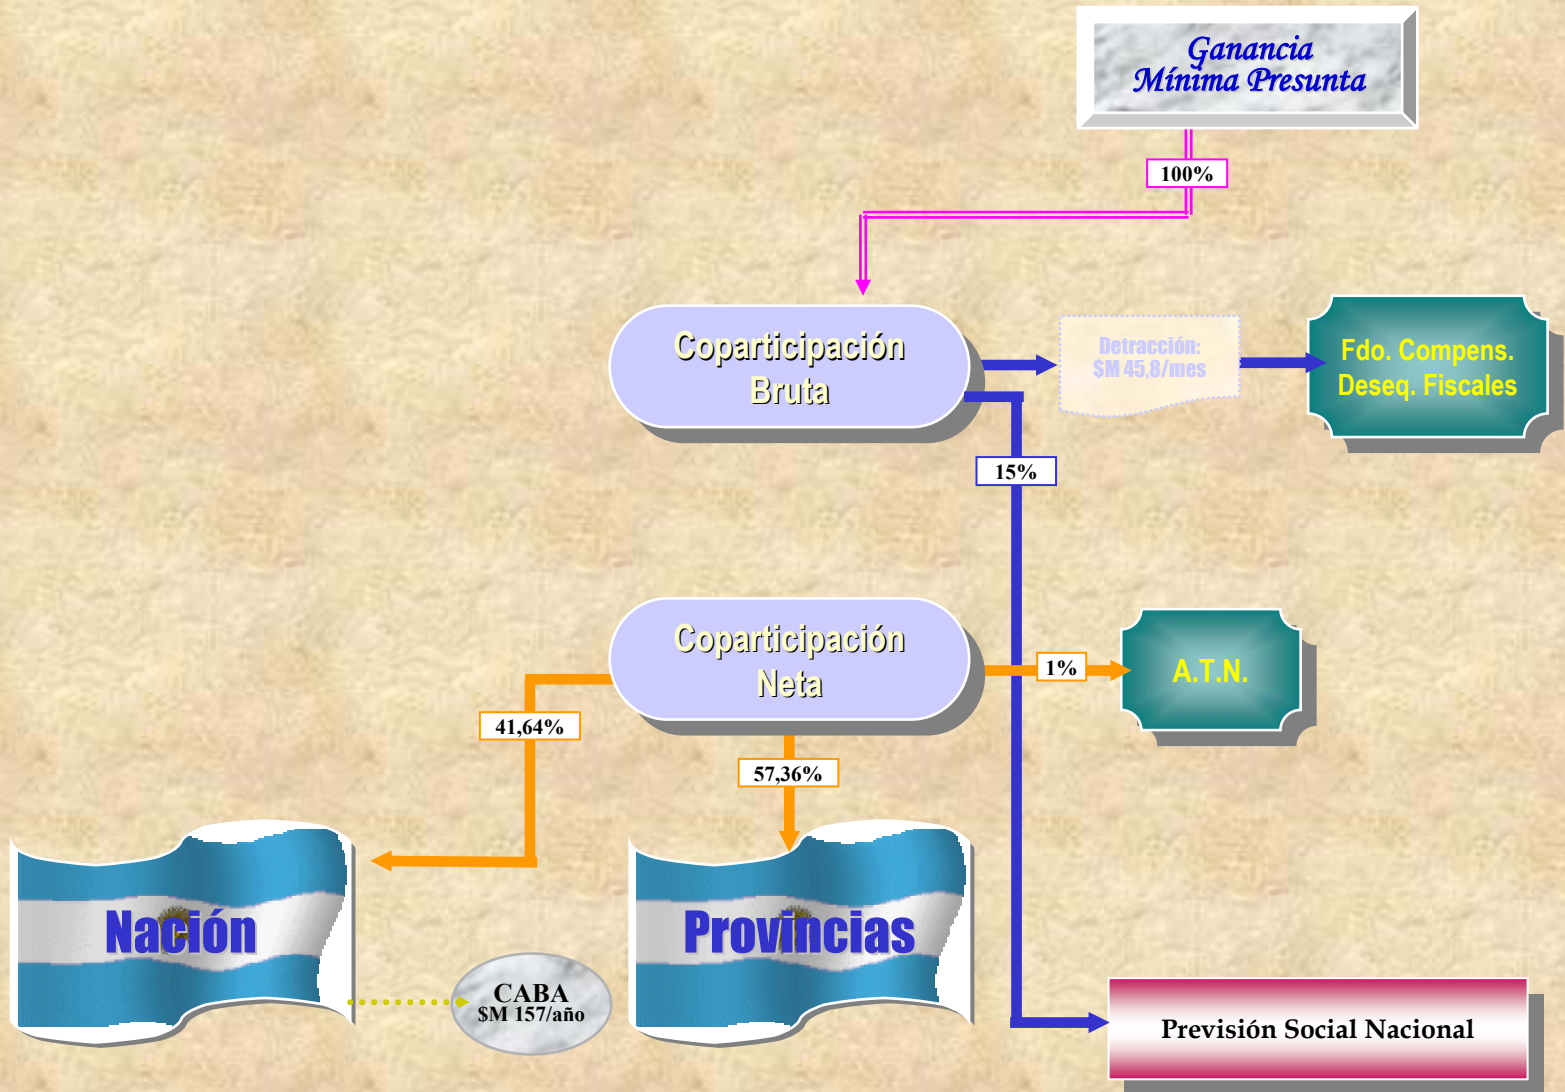 Ganancia
Mínima Presunta
100%
Coparticipación
Bruta
Detracción:
$M 45,8/mes
Fdo. Compens.
Deseq. Fiscales
15%
Coparticipación
Neta
1%
A.T.N.
41,64%
57,36%
Nación
Provincias
CABA
$M 157/año
Previsión Social Nacional